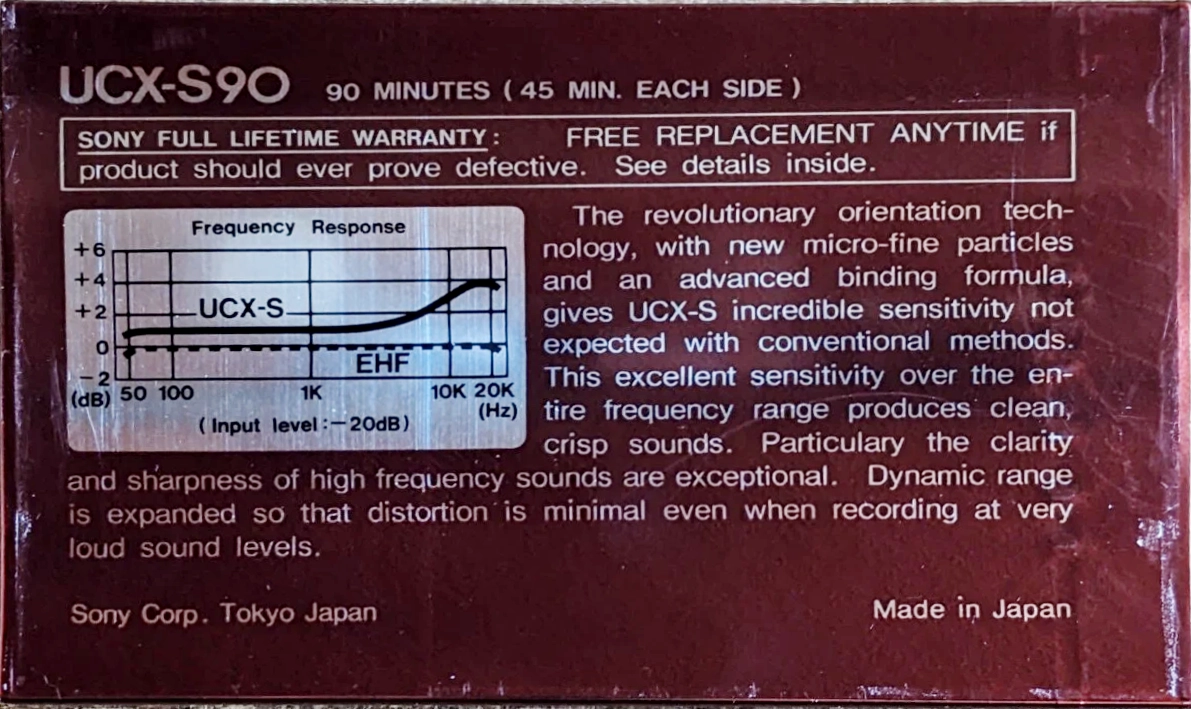 UCX-S90 90 MINUTES ( 45 MIN. EACH SIDE )
SONY FULL LIFETIME WARRANTY: FREE REPLACEMENT ANYTIME if
product should ever prove defective. See details inside.
Frequency Response
+6
+4
+2
0
-2
(dB)
UCX-S
EHF
50 100 1K 10K 20K
(Hz)
( Input level :-20dB )
The revolutionary orientation tech-
nology, with new micro-fine particles
and an advanced binding formula,
gives UCX-S incredible sensitivity not
expected with conventional methods.
This excellent sensitivity over the en-
tire frequency range produces clean,
crisp sounds. Particulary the clarity
and sharpness of high frequency sounds are exceptional. Dynamic range
is expanded so that distortion is minimal even when recording at very
loud sound levels.
Sony Corp. Tokyo Japan Made in Japan